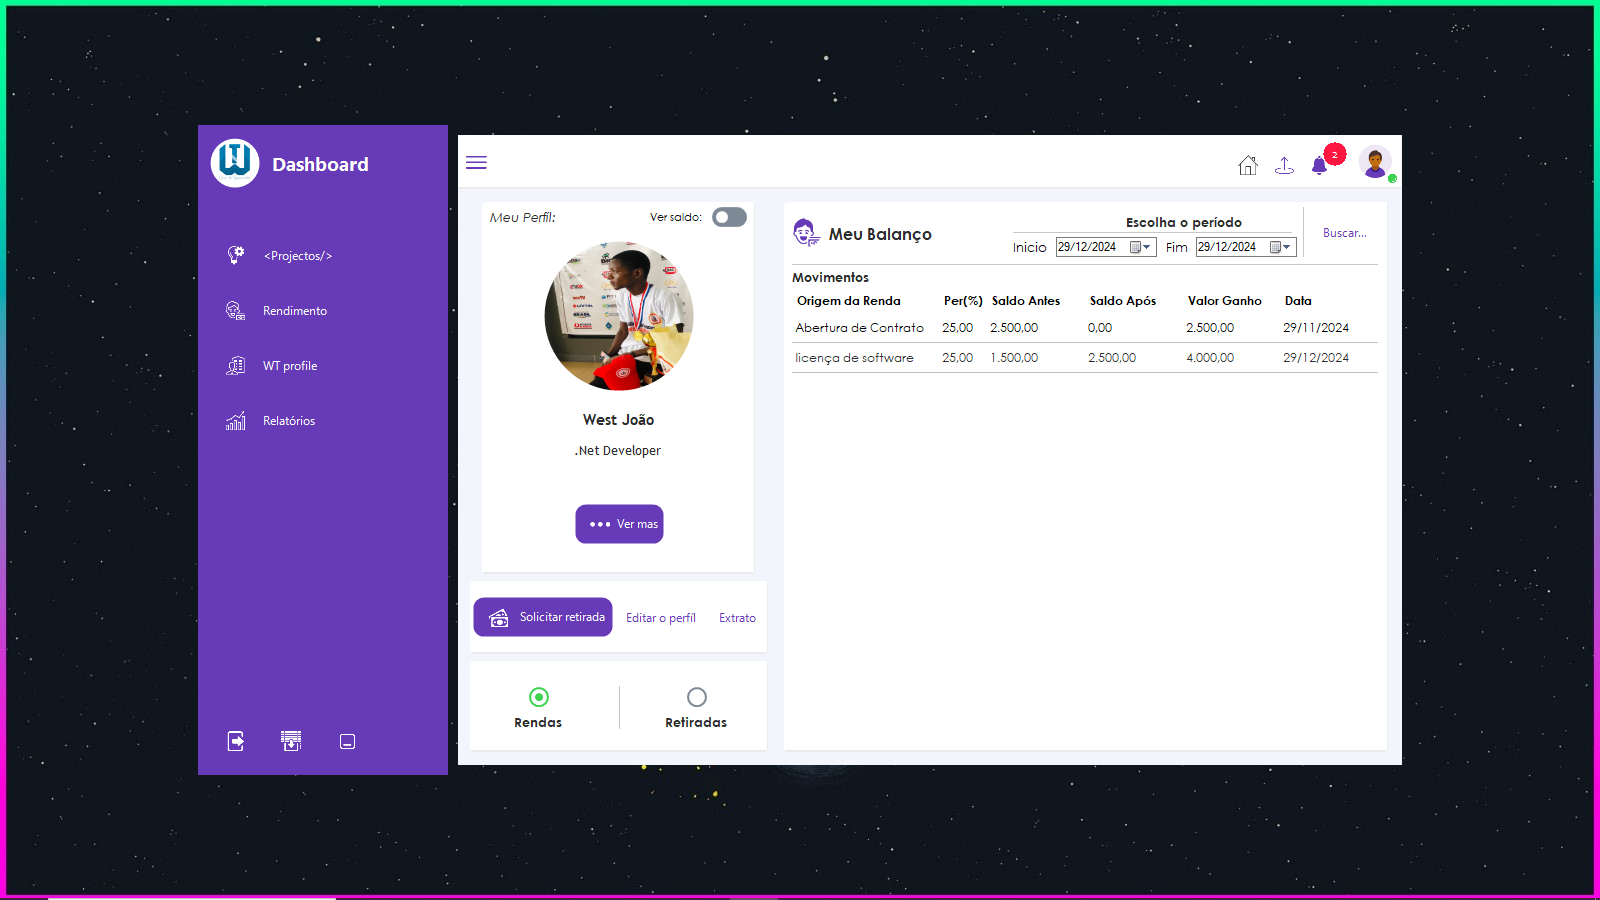 Dashboard
<Projectos/>
Rendimento
WT profile
Relatórios
2
Meu Perfil:
Ver saldo:
West João
.Net Developer
Ver mas
Solicitar retirada
Editar o perfíl
Extrato
Rendas
Retiradas
Meu Balanço
Escolha o período
Inicio 29/12/2024 Fim 29/12/2024
Buscar...
Movimentos
Origem da Renda Per(%) Saldo Antes Saldo Após Valor Ganho Data
Abertura de Contrato 25,00 2.500,00 0,00 2.500,00 29/11/2024
licença de software 25,00 1.500,00 2.500,00 4.000,00 29/12/2024